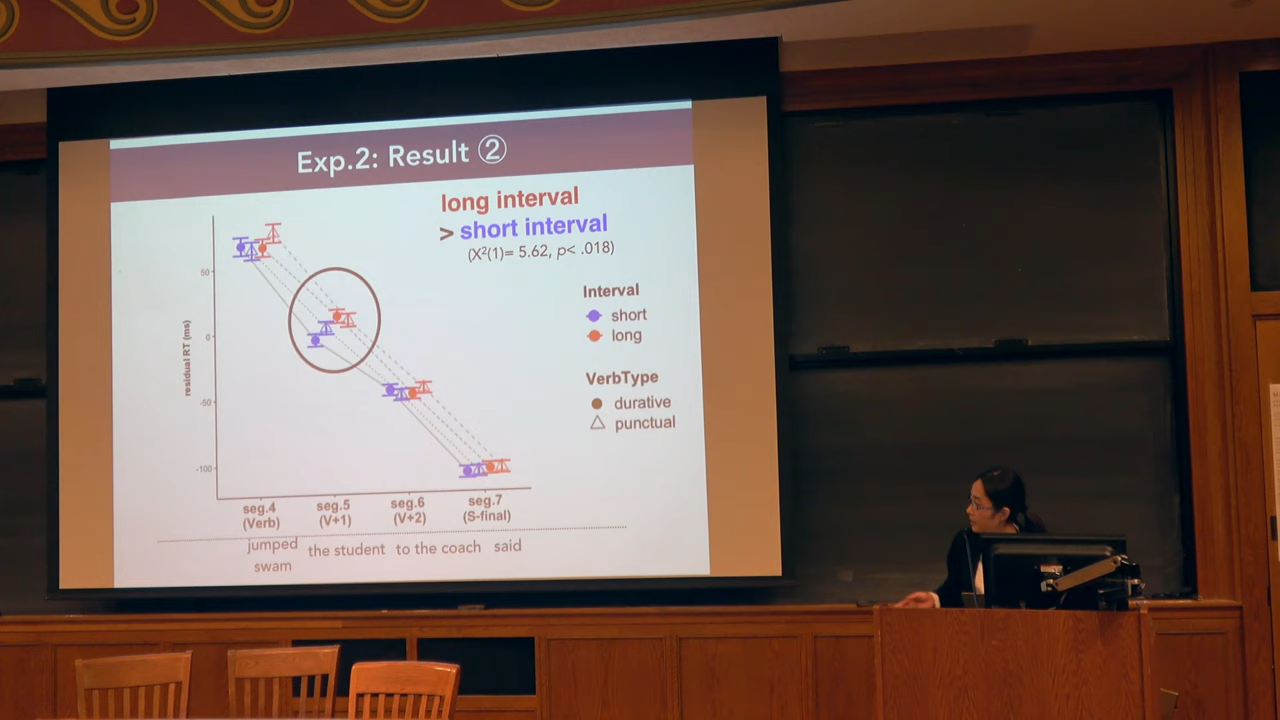 Exp.2: Result ②
long interval
> short interval
(X²(1)= 5.62, p< .018)
Interval
short
long
VerbType
durative
punctual
residual RT (ms)
50
0
-50
-100
seg.4 seg.5 seg.6 seg.7
(Verb) (V+1) (V+2) (S-final)
jumped the student to the coach said
swam